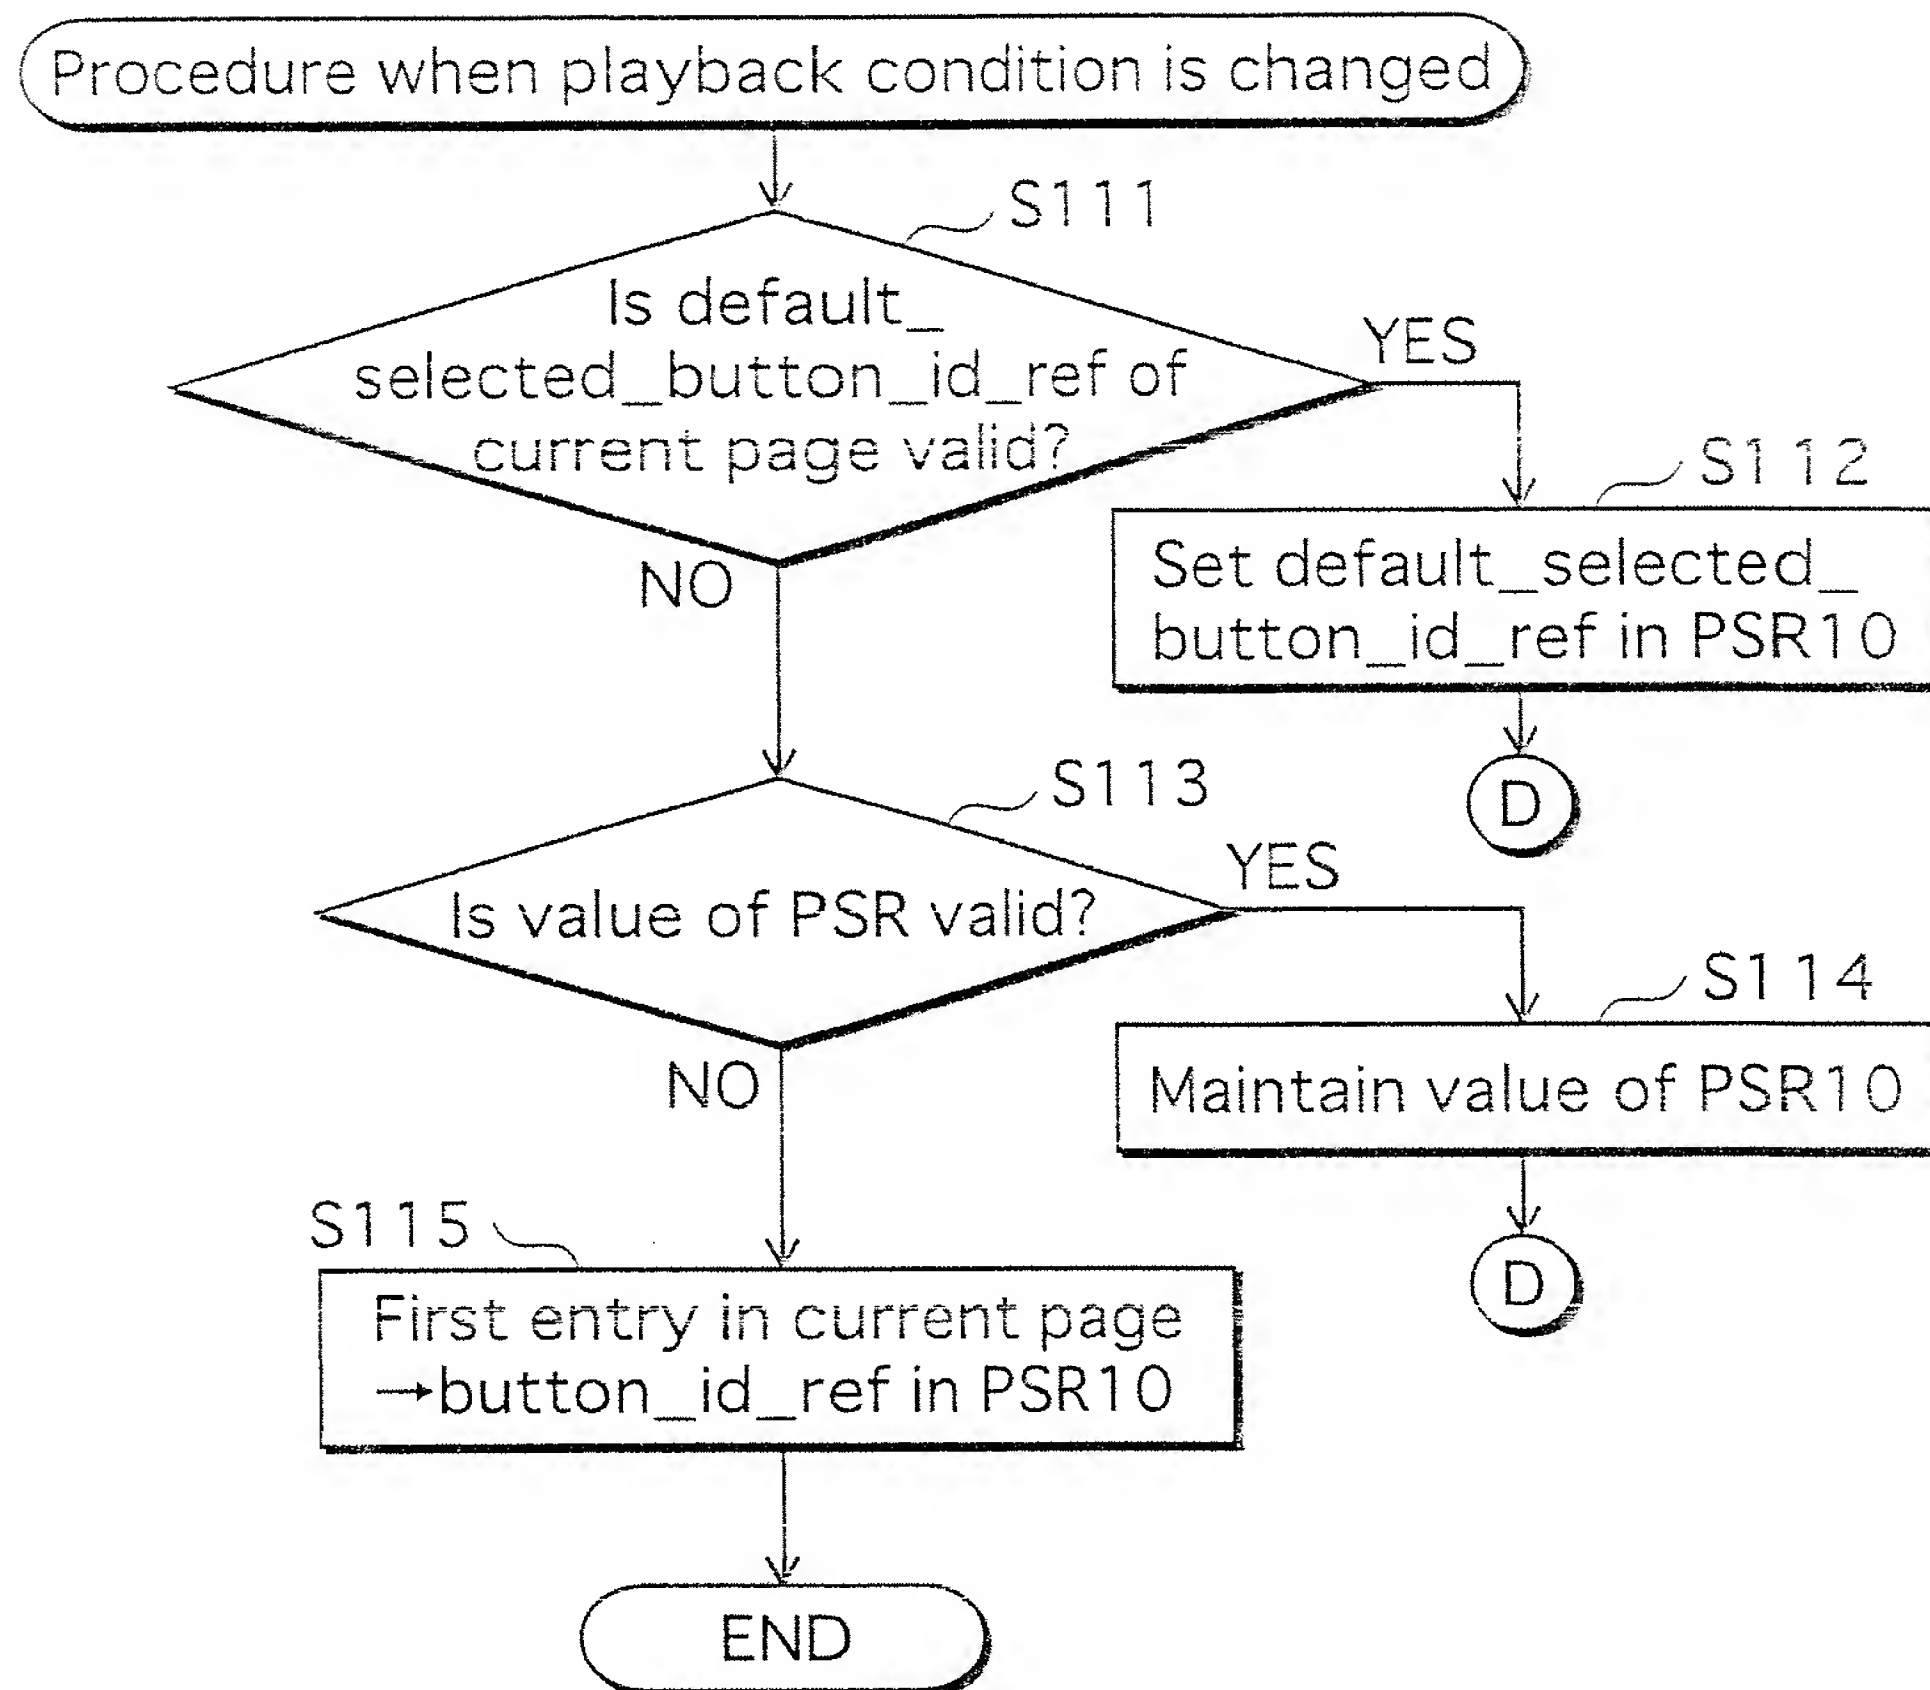 Procedure when playback condition is changed
S111
Is default_
selected_button_id_ref of
current page valid?
YES
NO
S112
Set default_selected_
button_id_ref in PSR10
D
S113
Is value of PSR valid?
YES
NO
S114
Maintain value of PSR10
D
S115
First entry in current page
→button_id_ref in PSR10
END